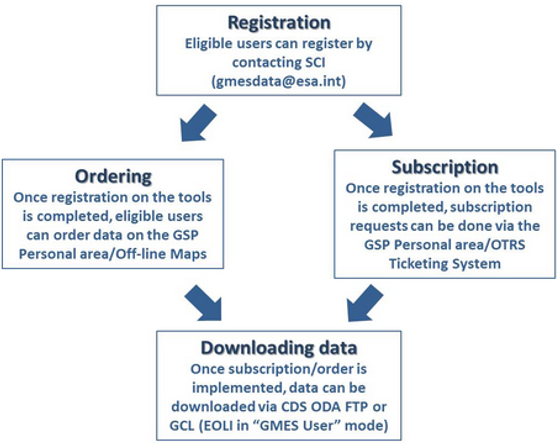 Registration
Eligible users can register by
contacting SCI
(gmesdata@esa.int)
Ordering
Once registration on the tools
is completed, eligible users
can order data on the GSP
Personal area/Off-line Maps
Subscription
Once registration on the tools
is completed, subscription
requests can be done via the
GSP Personal area/OTRS
Ticketing System
Downloading data
Once subscription/order is
implemented, data can be
downloaded via CDS ODA FTP or
GCL (EOLI in “GMES User” mode)